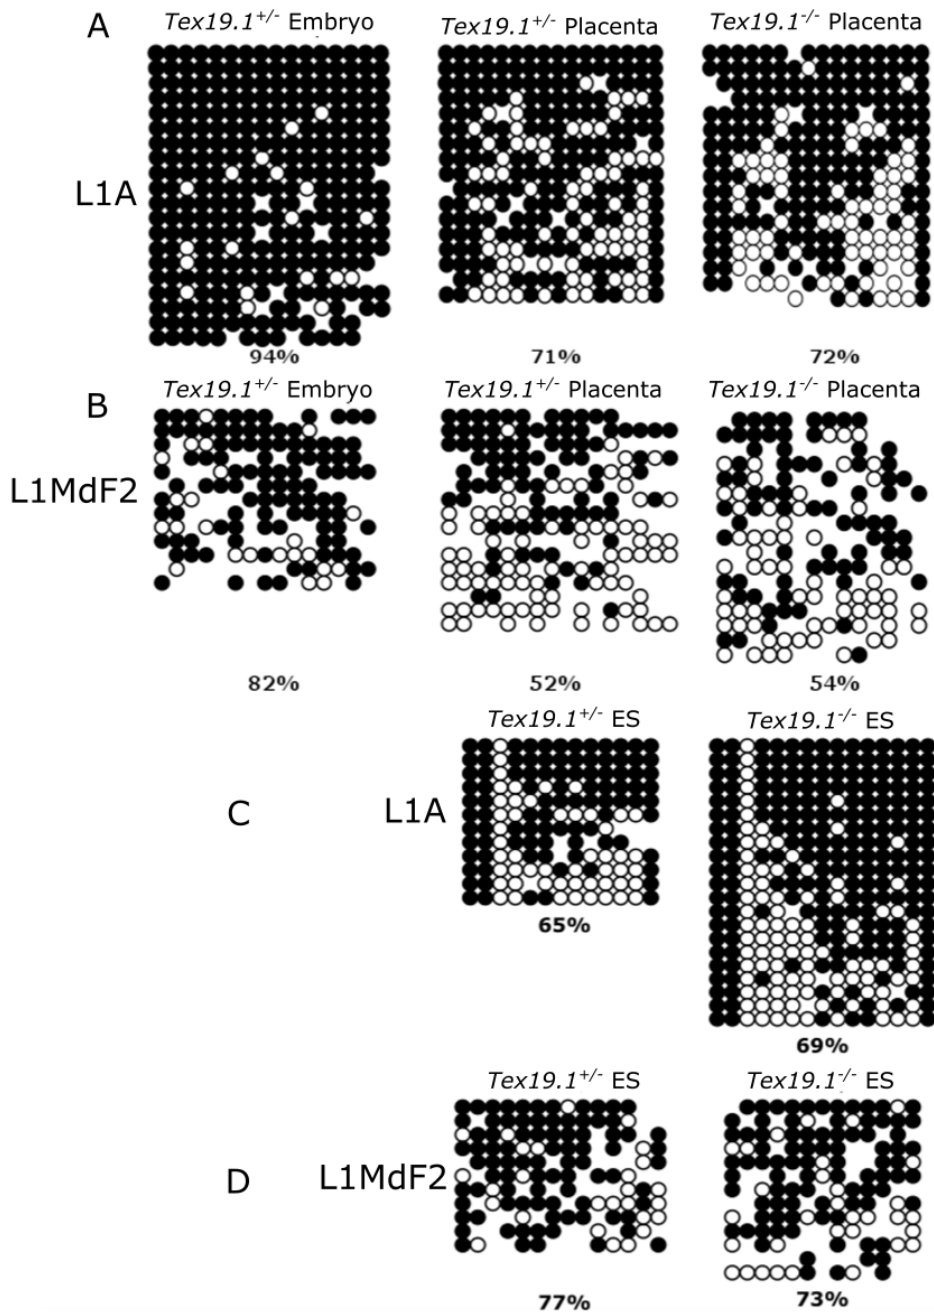 A
Tex19.1+/- Embryo
Tex19.1+/- Placenta
Tex19.1-/- Placenta
L1A
94%
71%
72%
B
Tex19.1+/- Embryo
Tex19.1+/- Placenta
Tex19.1-/- Placenta
L1MdF2
82%
52%
54%
Tex19.1+/- ES
Tex19.1-/- ES
C
L1A
65%
69%
Tex19.1+/- ES
Tex19.1-/- ES
D
L1MdF2
77%
73%